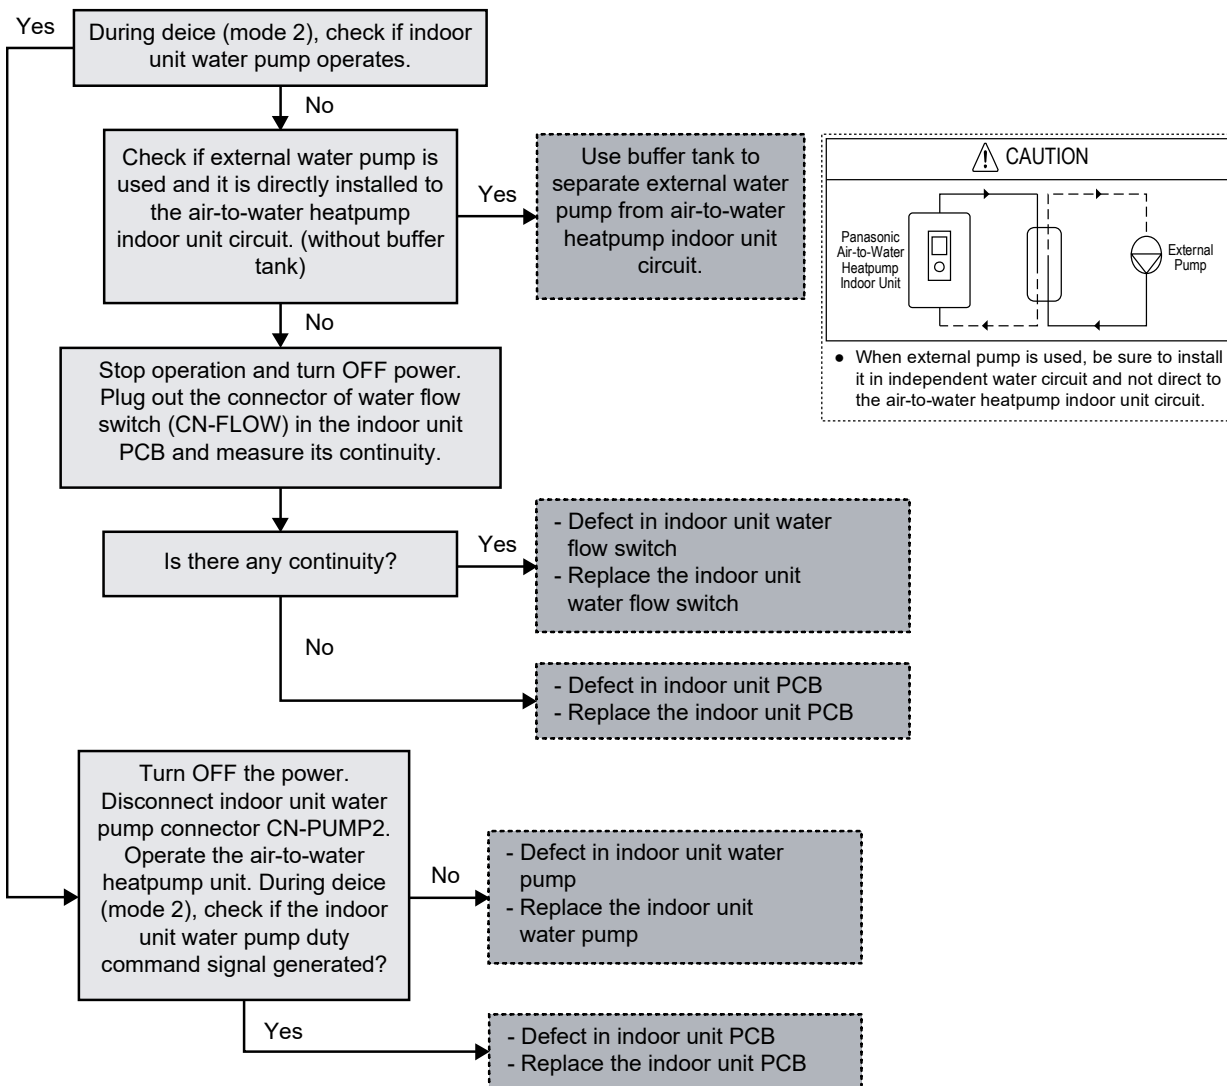 Yes
During deice (mode 2), check if indoor
unit water pump operates.
No
Check if external water pump is
used and it is directly installed to
the air-to-water heatpump
indoor unit circuit. (without buffer
tank)
Yes
Use buffer tank to
separate external water
pump from air-to-water
heatpump indoor unit
circuit.
CAUTION
Panasonic
Air-to-Water
Heatpump
Indoor Unit
External
Pump
● When external pump is used, be sure to install
it in independent water circuit and not direct to
the air-to-water heatpump indoor unit circuit.
No
Stop operation and turn OFF power.
Plug out the connector of water flow
switch (CN-FLOW) in the indoor unit
PCB and measure its continuity.
Is there any continuity?
Yes
- Defect in indoor unit water
flow switch
- Replace the indoor unit
water flow switch
No
- Defect in indoor unit PCB
- Replace the indoor unit PCB
Turn OFF the power.
Disconnect indoor unit water
pump connector CN-PUMP2.
Operate the air-to-water
heatpump unit. During deice
(mode 2), check if the indoor
unit water pump duty
command signal generated?
No
- Defect in indoor unit water
pump
- Replace the indoor unit
water pump
Yes
- Defect in indoor unit PCB
- Replace the indoor unit PCB